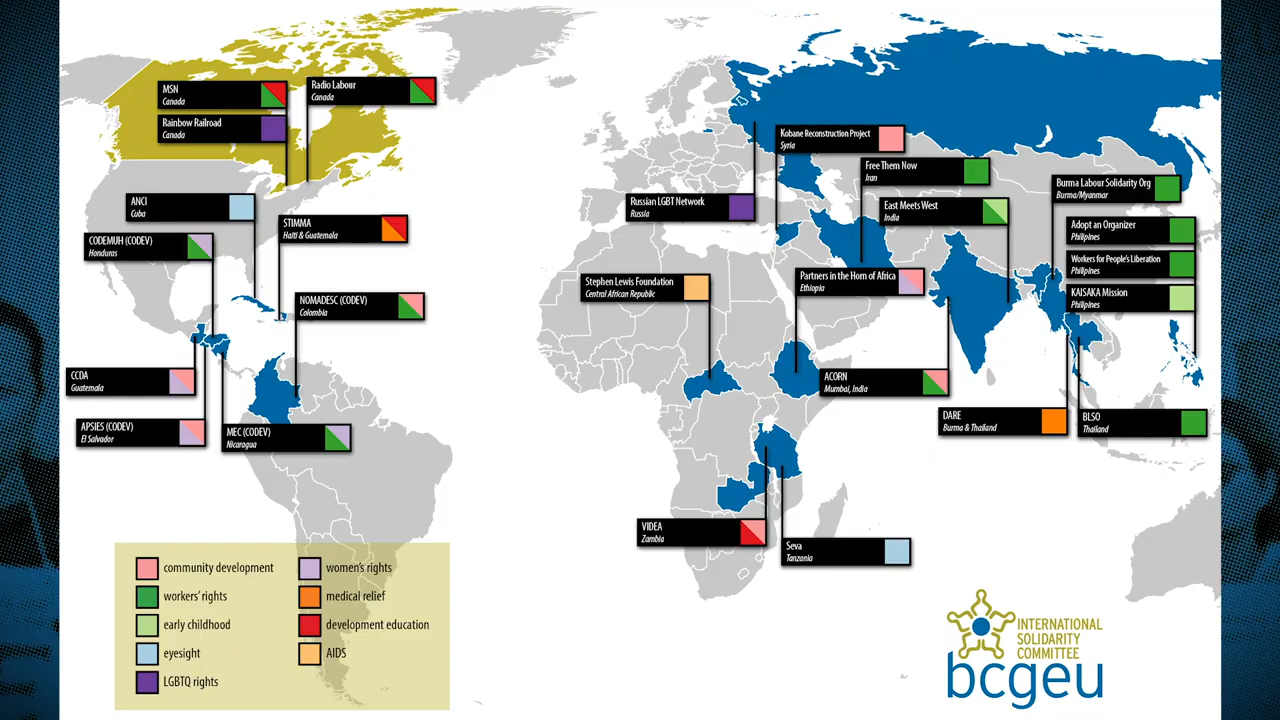 MSN
Canada
Radio Labour
Canada
Rainbow Railroad
Canada
Kobane Reconstruction Project
Syria
Free Them Now
Iran
Burma Labour Solidarity Org
Burma/Myanmar
ANCI
Cuba
Russian LGBT Network
Russia
East Meets West
India
STIMMA
Haiti & Guatemala
Adopt an Organizer
Philipines
CODEMUH (CODEV)
Honduras
Workers for People's Liberation
Philipines
Stephen Lewis Foundation
Central African Republic
Partners in the Horn of Africa
Ethiopia
KAISAKA Mission
Philipines
NOMADESC (CODEV)
Colombia
CCDA
Guatemala
ACORN
Mumbai, India
APSIES (CODEV)
El Salvador
MEC (CODEV)
Nicaragua
DARE
Burma & Thailand
BLSO
Thailand
VIDEA
Zambia
Seva
Tanzania
community development
workers' rights
early childhood
eyesight
LGBTQ rights
women's rights
medical relief
development education
AIDS
INTERNATIONAL
SOLIDARITY
COMMITTEE
bcgeu